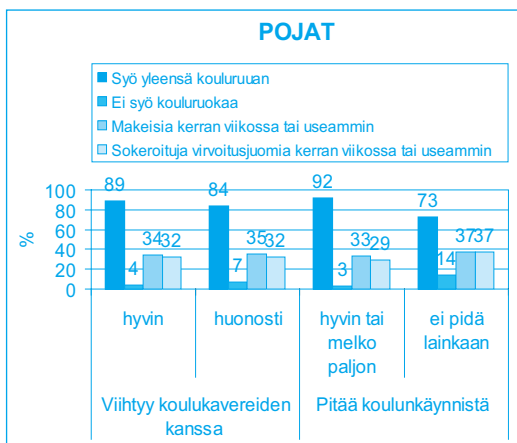 POJAT
Syö yleensä kouluruuan
Ei syö kouluruokaa
Makeisia kerran viikossa tai useammin
Sokeroituja virvoitusjuomia kerran viikossa tai useammin
%
100
80
60
40
20
0
89
4
34
32
84
7
35
32
92
3
33
29
73
14
37
37
hyvin
huonosti
hyvin tai
melko
paljon
ei pidä
lainkaan
Viihtyy koulukavereiden
kanssa
Pitää koulunkäynnistä